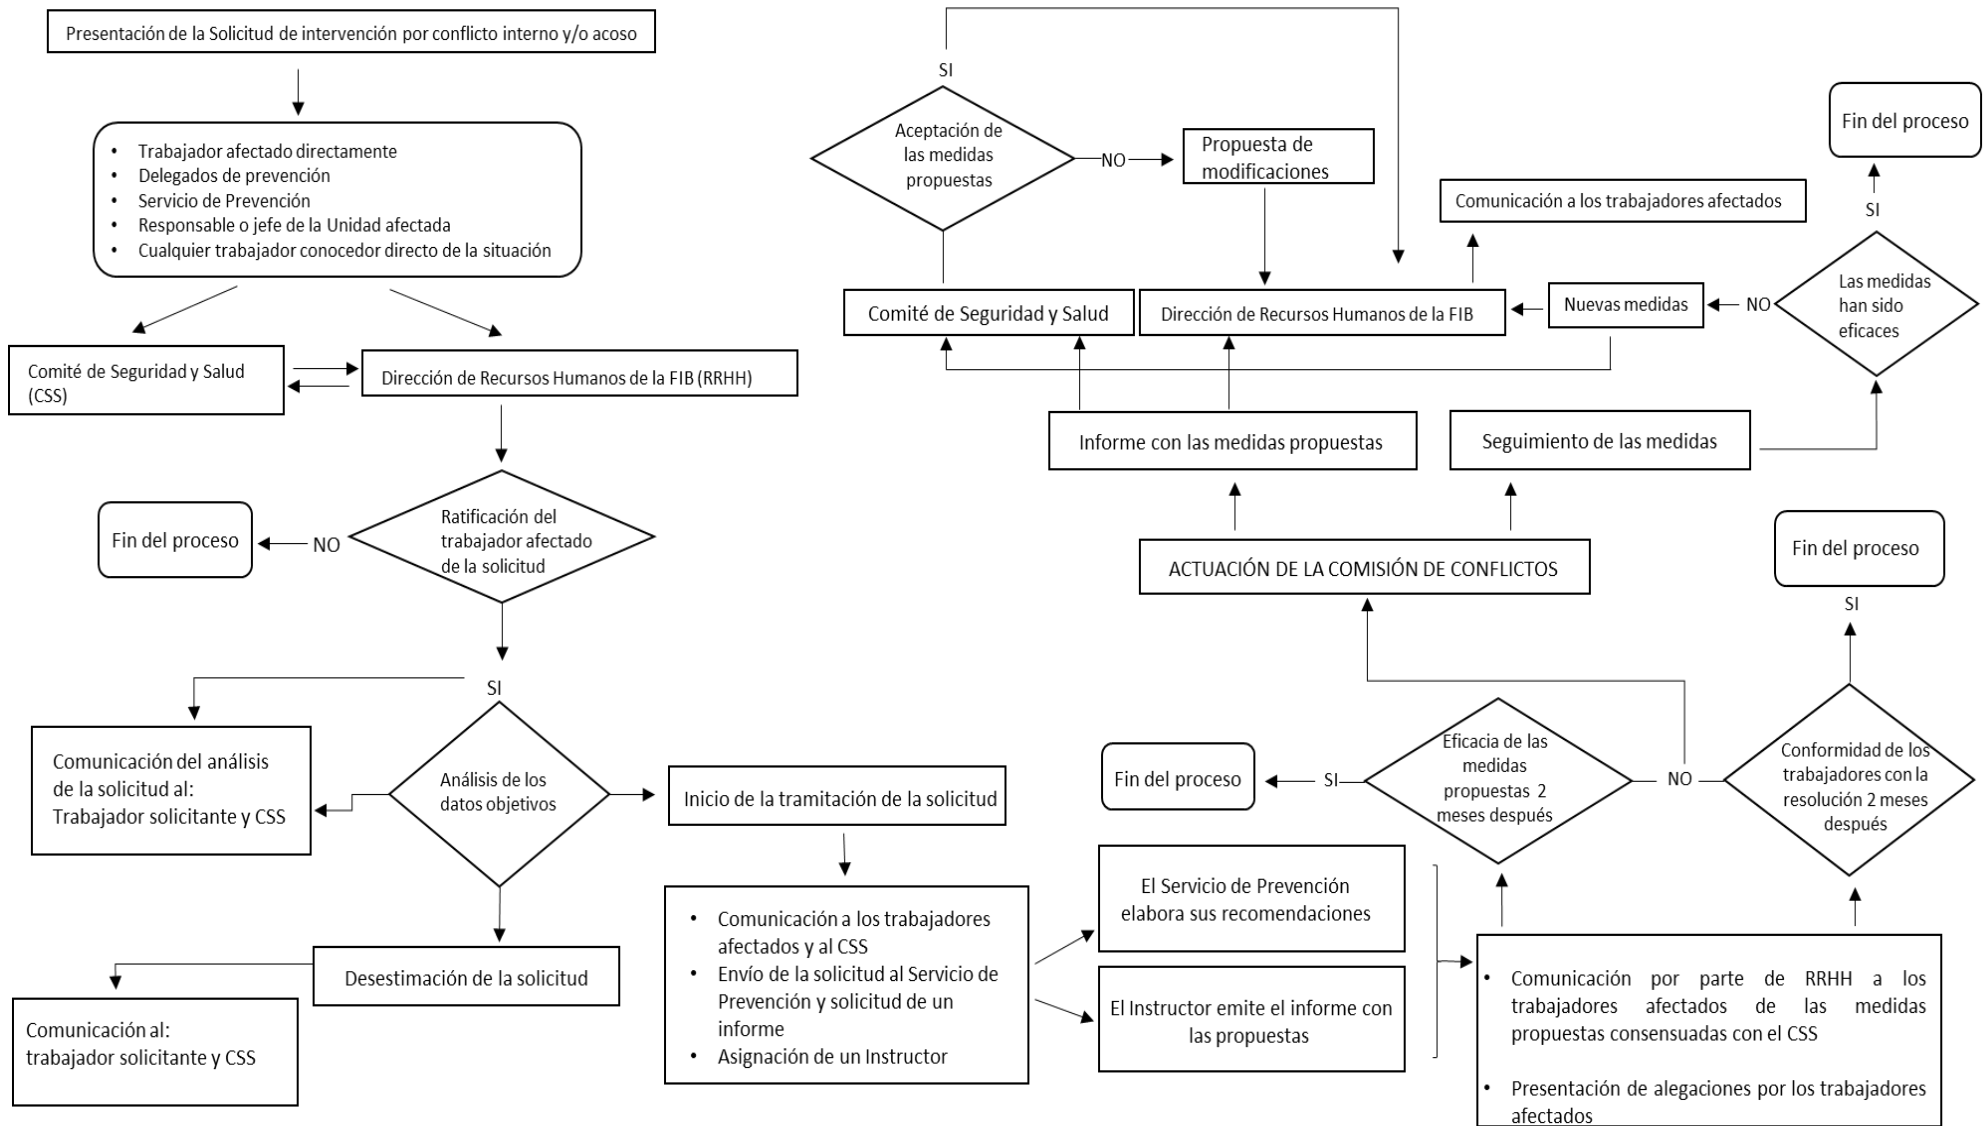 Presentación de la Solicitud de intervención por conflicto interno y/o acoso
• Trabajador afectado directamente
• Delegados de prevención
• Servicio de Prevención
• Responsable o jefe de la Unidad afectada
• Cualquier trabajador conocedor directo de la situación
Comité de Seguridad y Salud
(CSS)
Dirección de Recursos Humanos de la FIB (RRHH)
Ratificación del
trabajador afectado
de la solicitud
NO
Fin del proceso
SI
Comunicación del análisis
de la solicitud al:
Trabajador solicitante y CSS
Análisis de los
datos objetivos
Desestimación de la solicitud
Comunicación al:
trabajador solicitante y CSS
Inicio de la tramitación de la solicitud
• Comunicación a los trabajadores
afectados y al CSS
• Envío de la solicitud al Servicio de
Prevención y solicitud de un
informe
• Asignación de un Instructor
El Servicio de Prevención
elabora sus recomendaciones
El Instructor emite el informe con
las propuestas
• Comunicación por parte de RRHH a los
trabajadores afectados de las medidas
propuestas consensuadas con el CSS
• Presentación de alegaciones por los trabajadores
afectados
Eficacia de las
medidas
propuestas 2
meses después
SI
Fin del proceso
NO
Conformidad de los
trabajadores con la
resolución 2 meses
después
SI
Fin del proceso
ACTUACIÓN DE LA COMISIÓN DE CONFLICTOS
Informe con las medidas propuestas
Seguimiento de las medidas
Comité de Seguridad y Salud
Dirección de Recursos Humanos de la FIB
Nuevas medidas
NO
Las medidas
han sido
eficaces
SI
Fin del proceso
Comunicación a los trabajadores afectados
Aceptación de
las medidas
propuestas
SI
NO
Propuesta de
modificaciones